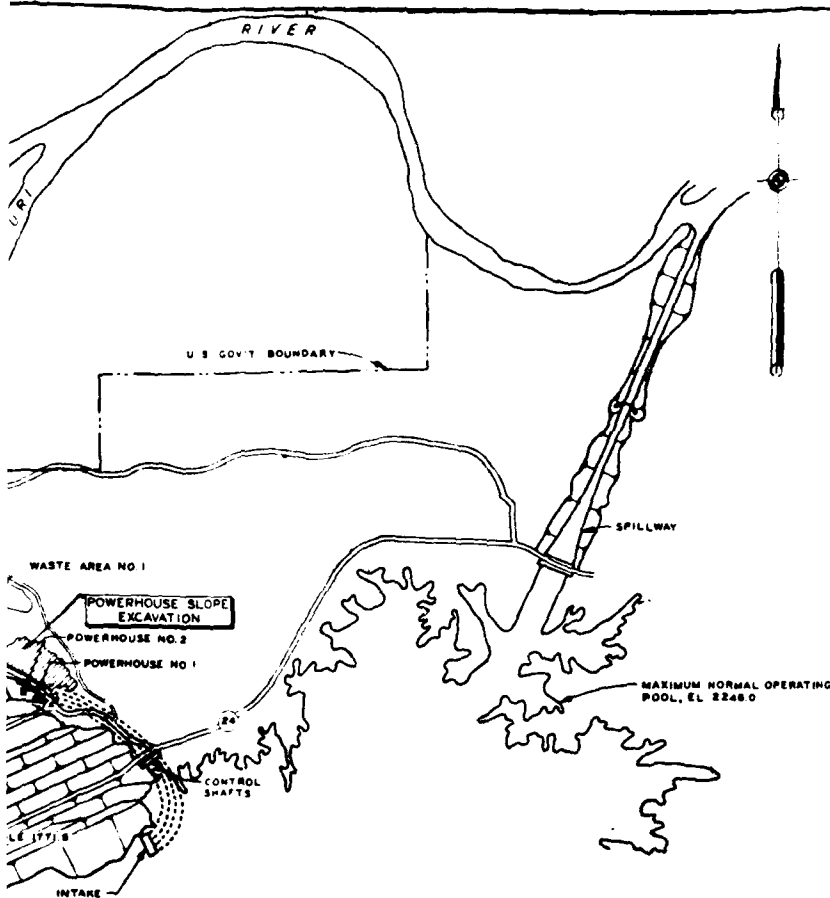 RIVER
URI
U S GOV'T BOUNDARY
SPILLWAY
WASTE AREA NO. 1
POWERHOUSE SLOPE
EXCAVATION
POWERHOUSE NO. 2
POWERHOUSE NO 1
MAXIMUM NORMAL OPERATING
POOL, EL 2246.0
24
CONTROL
SHAFTS
INTAKE